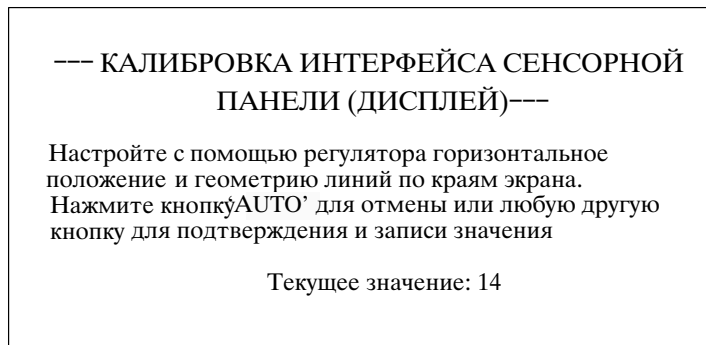 --- КАЛИБРОВКА ИНТЕРФЕЙСА СЕНСОРНОЙ
ПАНЕЛИ (ДИСПЛЕЙ)---
Настройте с помощью регулятора горизонтальное
положение и геометрию линий по краям экрана.
Нажмите кнопку‘AUTO’ для отмены или любую другую
кнопку для подтверждения и записи значения
Текущее значение: 14